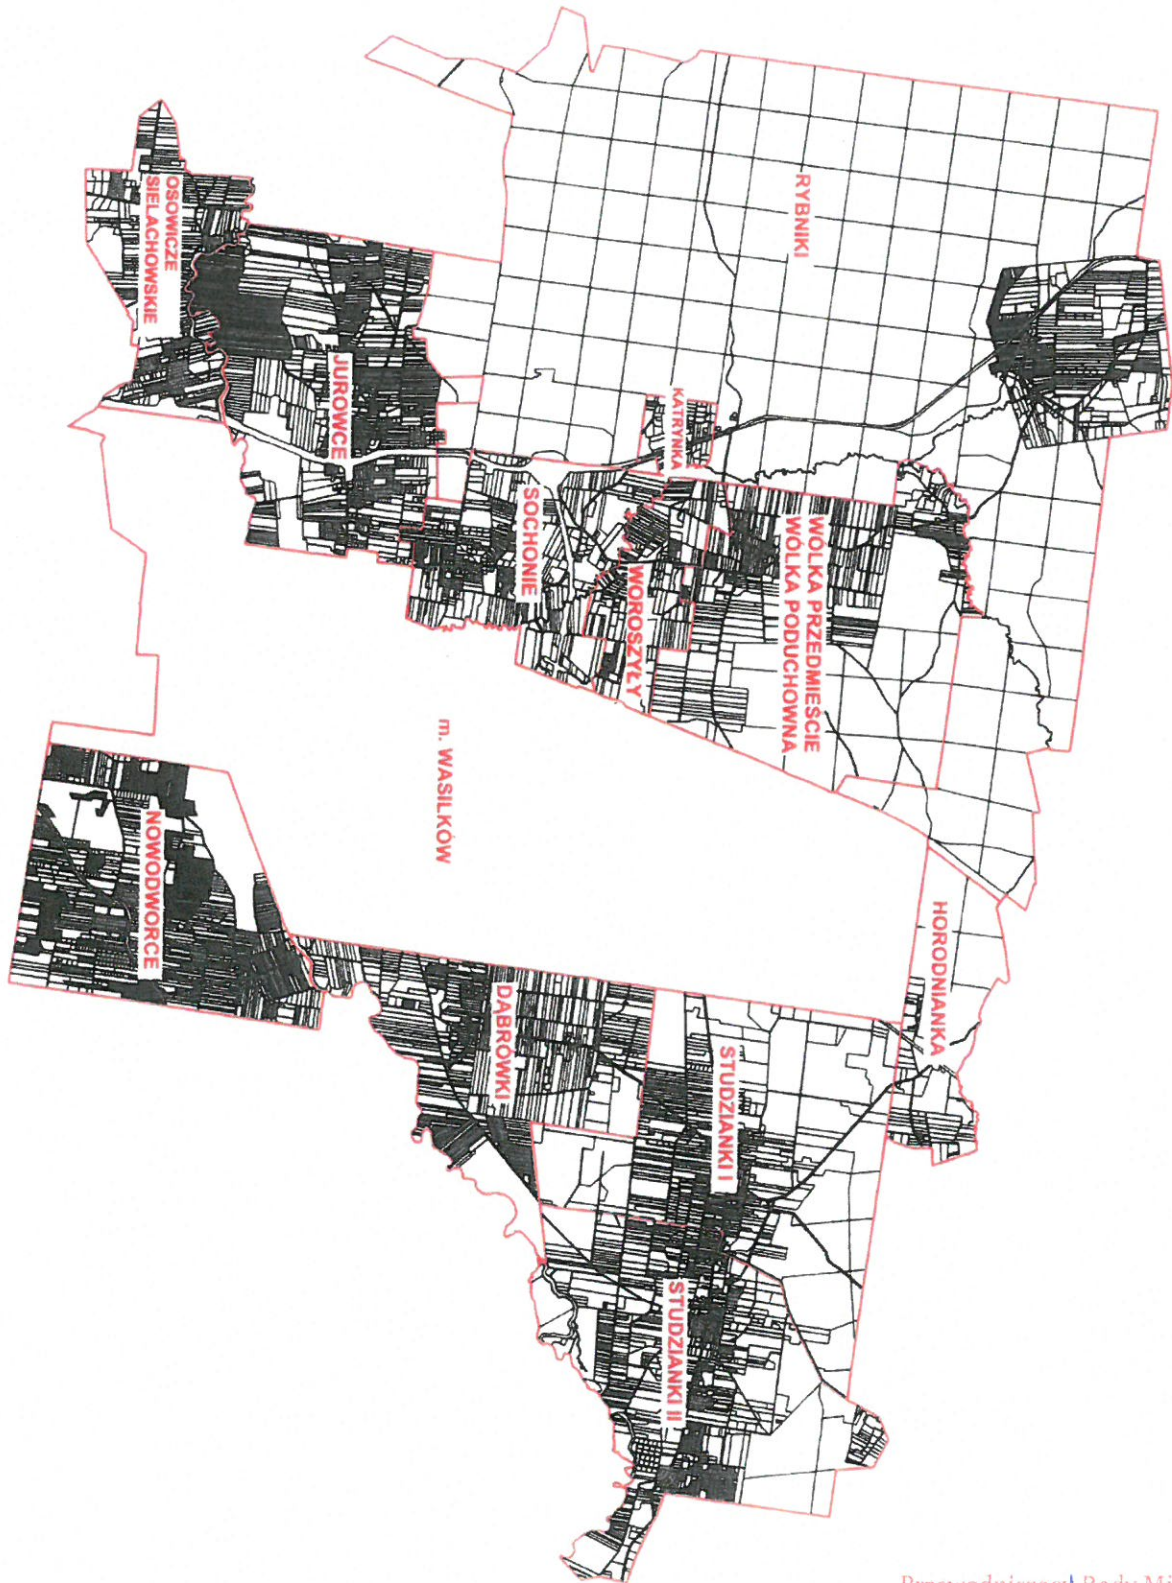 RYBNIKI
OSOWICZE
SIELACHOWSKIE
JUROWCE
KATRYNKA
SOCHONIE
WÓLKA PRZEDMIEŚCIE
WÓLKA PODUCHOWNA
WOROSZYŁY
m. WASILKÓW
HORODNIANKA
NOWODWORCE
DĄBRÓWKI
STUDZIANKI I
STUDZIANKI II